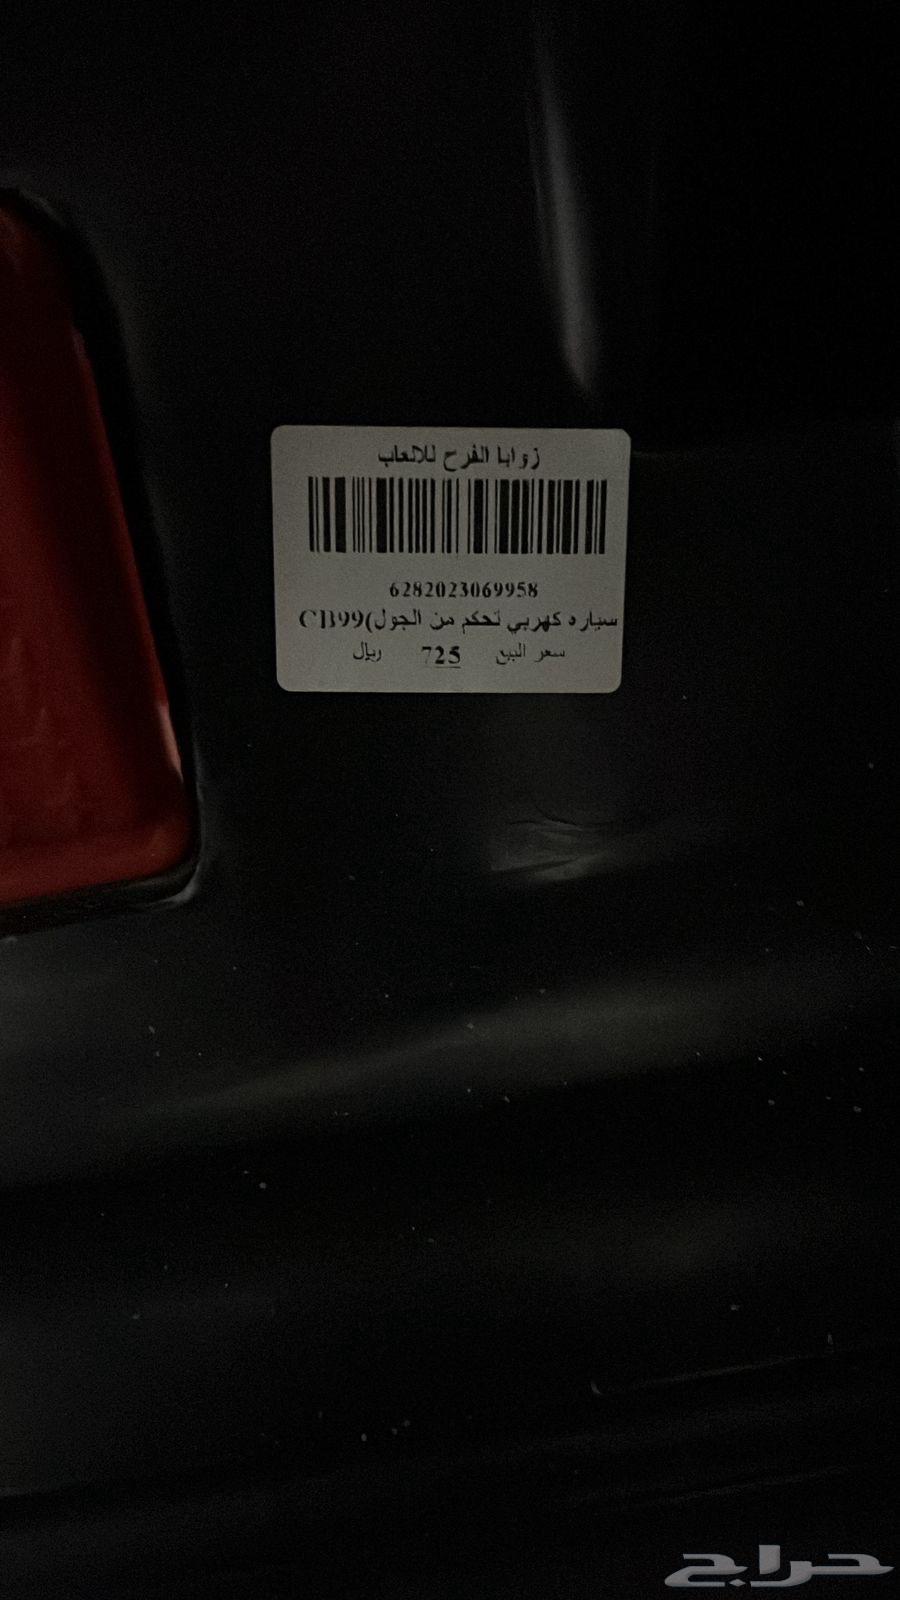 زوايا الفرح للالعاب
6282023069958
سياره كهربي تحكم من الجول(CB99
سعر البيع 725 ريال
حراج